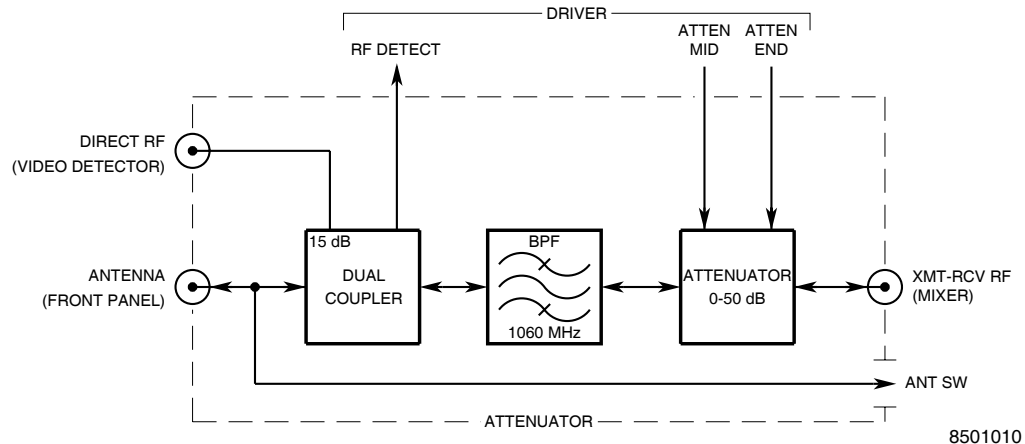 DRIVER
ATTEN
MID
ATTEN
END
RF DETECT
DIRECT RF
(VIDEO DETECTOR)
15 dB
DUAL
COUPLER
BPF
1060 MHz
ATTENUATOR
0-50 dB
ANTENNA
(FRONT PANEL)
XMT-RCV RF
(MIXER)
ANT SW
ATTENUATOR
8501010